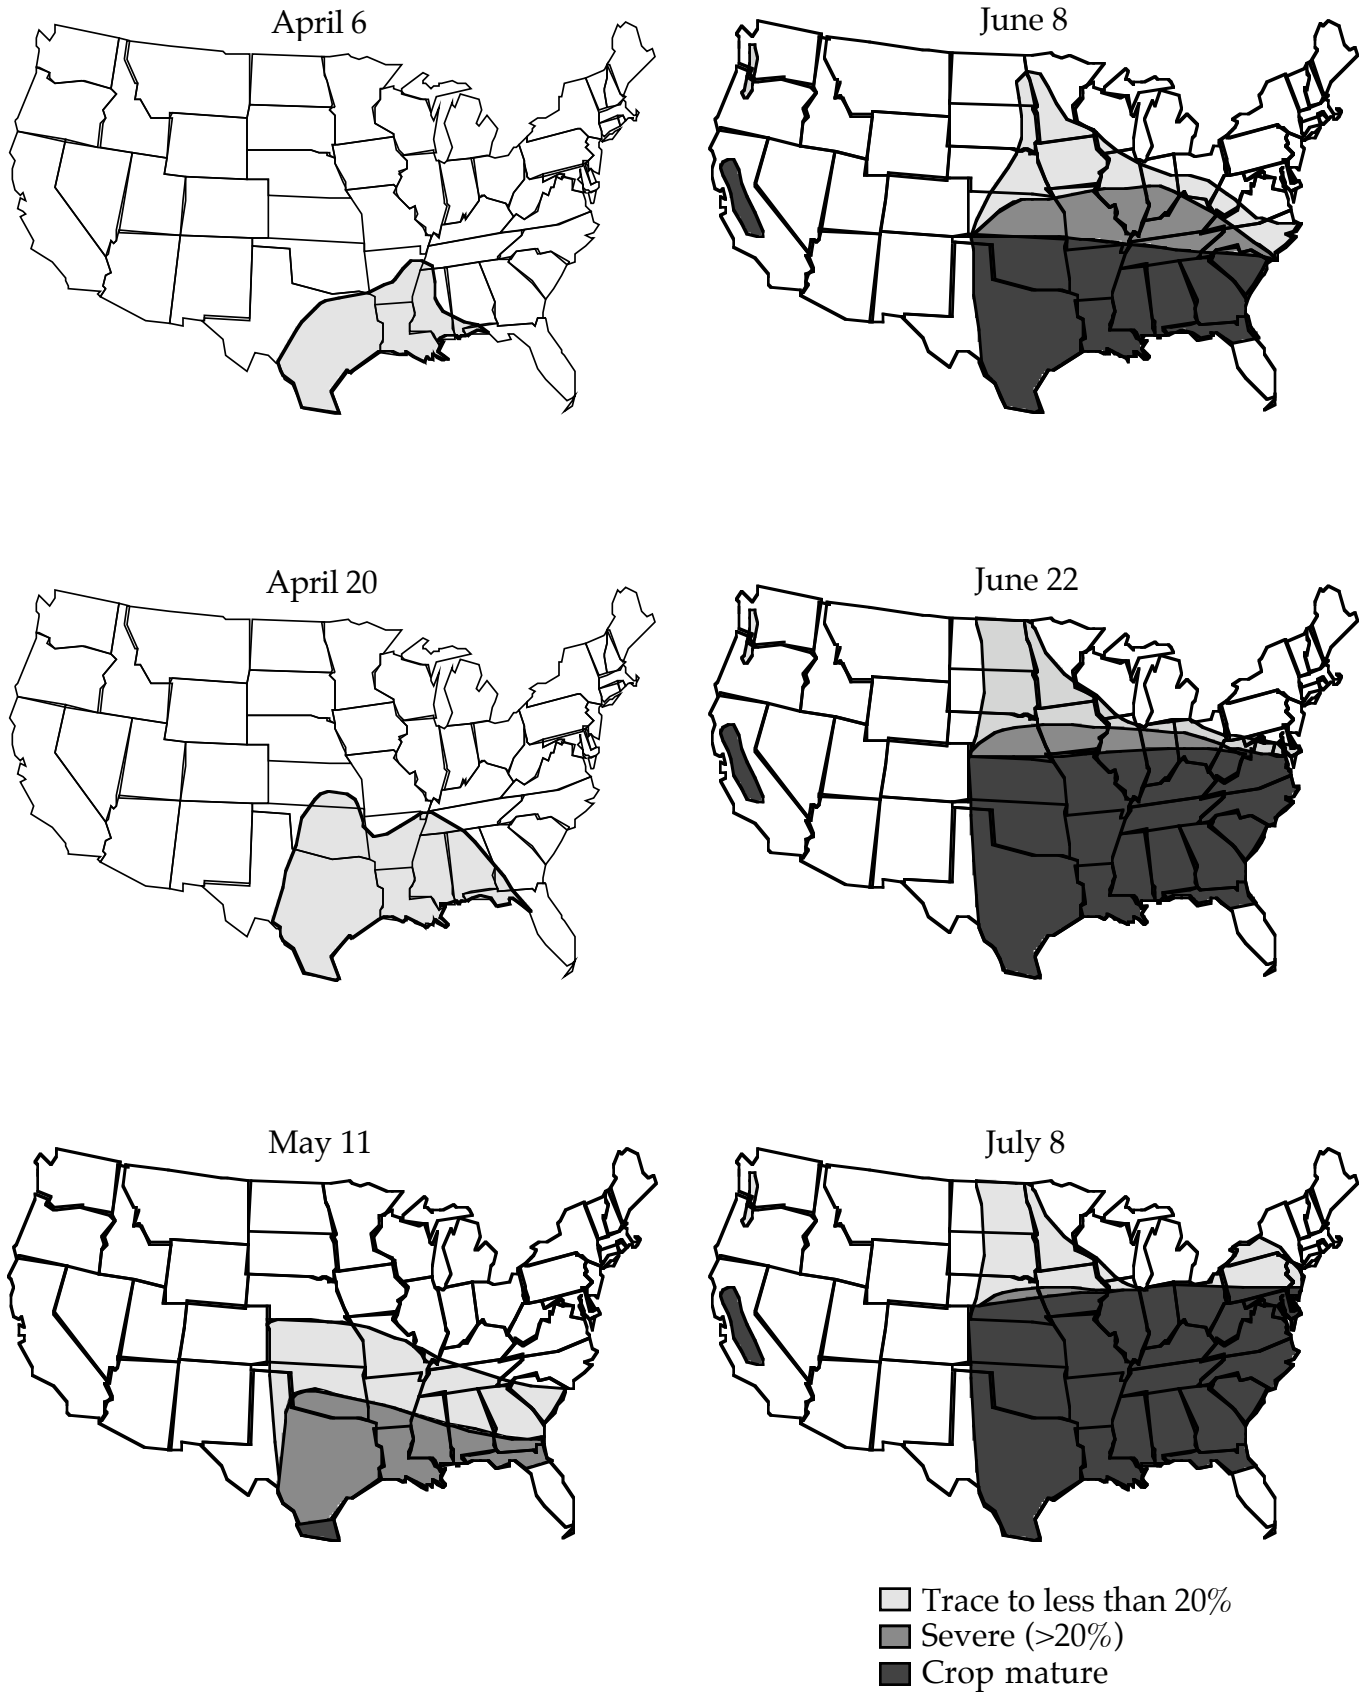 April 6
June 8
April 20
June 22
May 11
July 8
Trace to less than 20%
Severe (>20%)
Crop mature